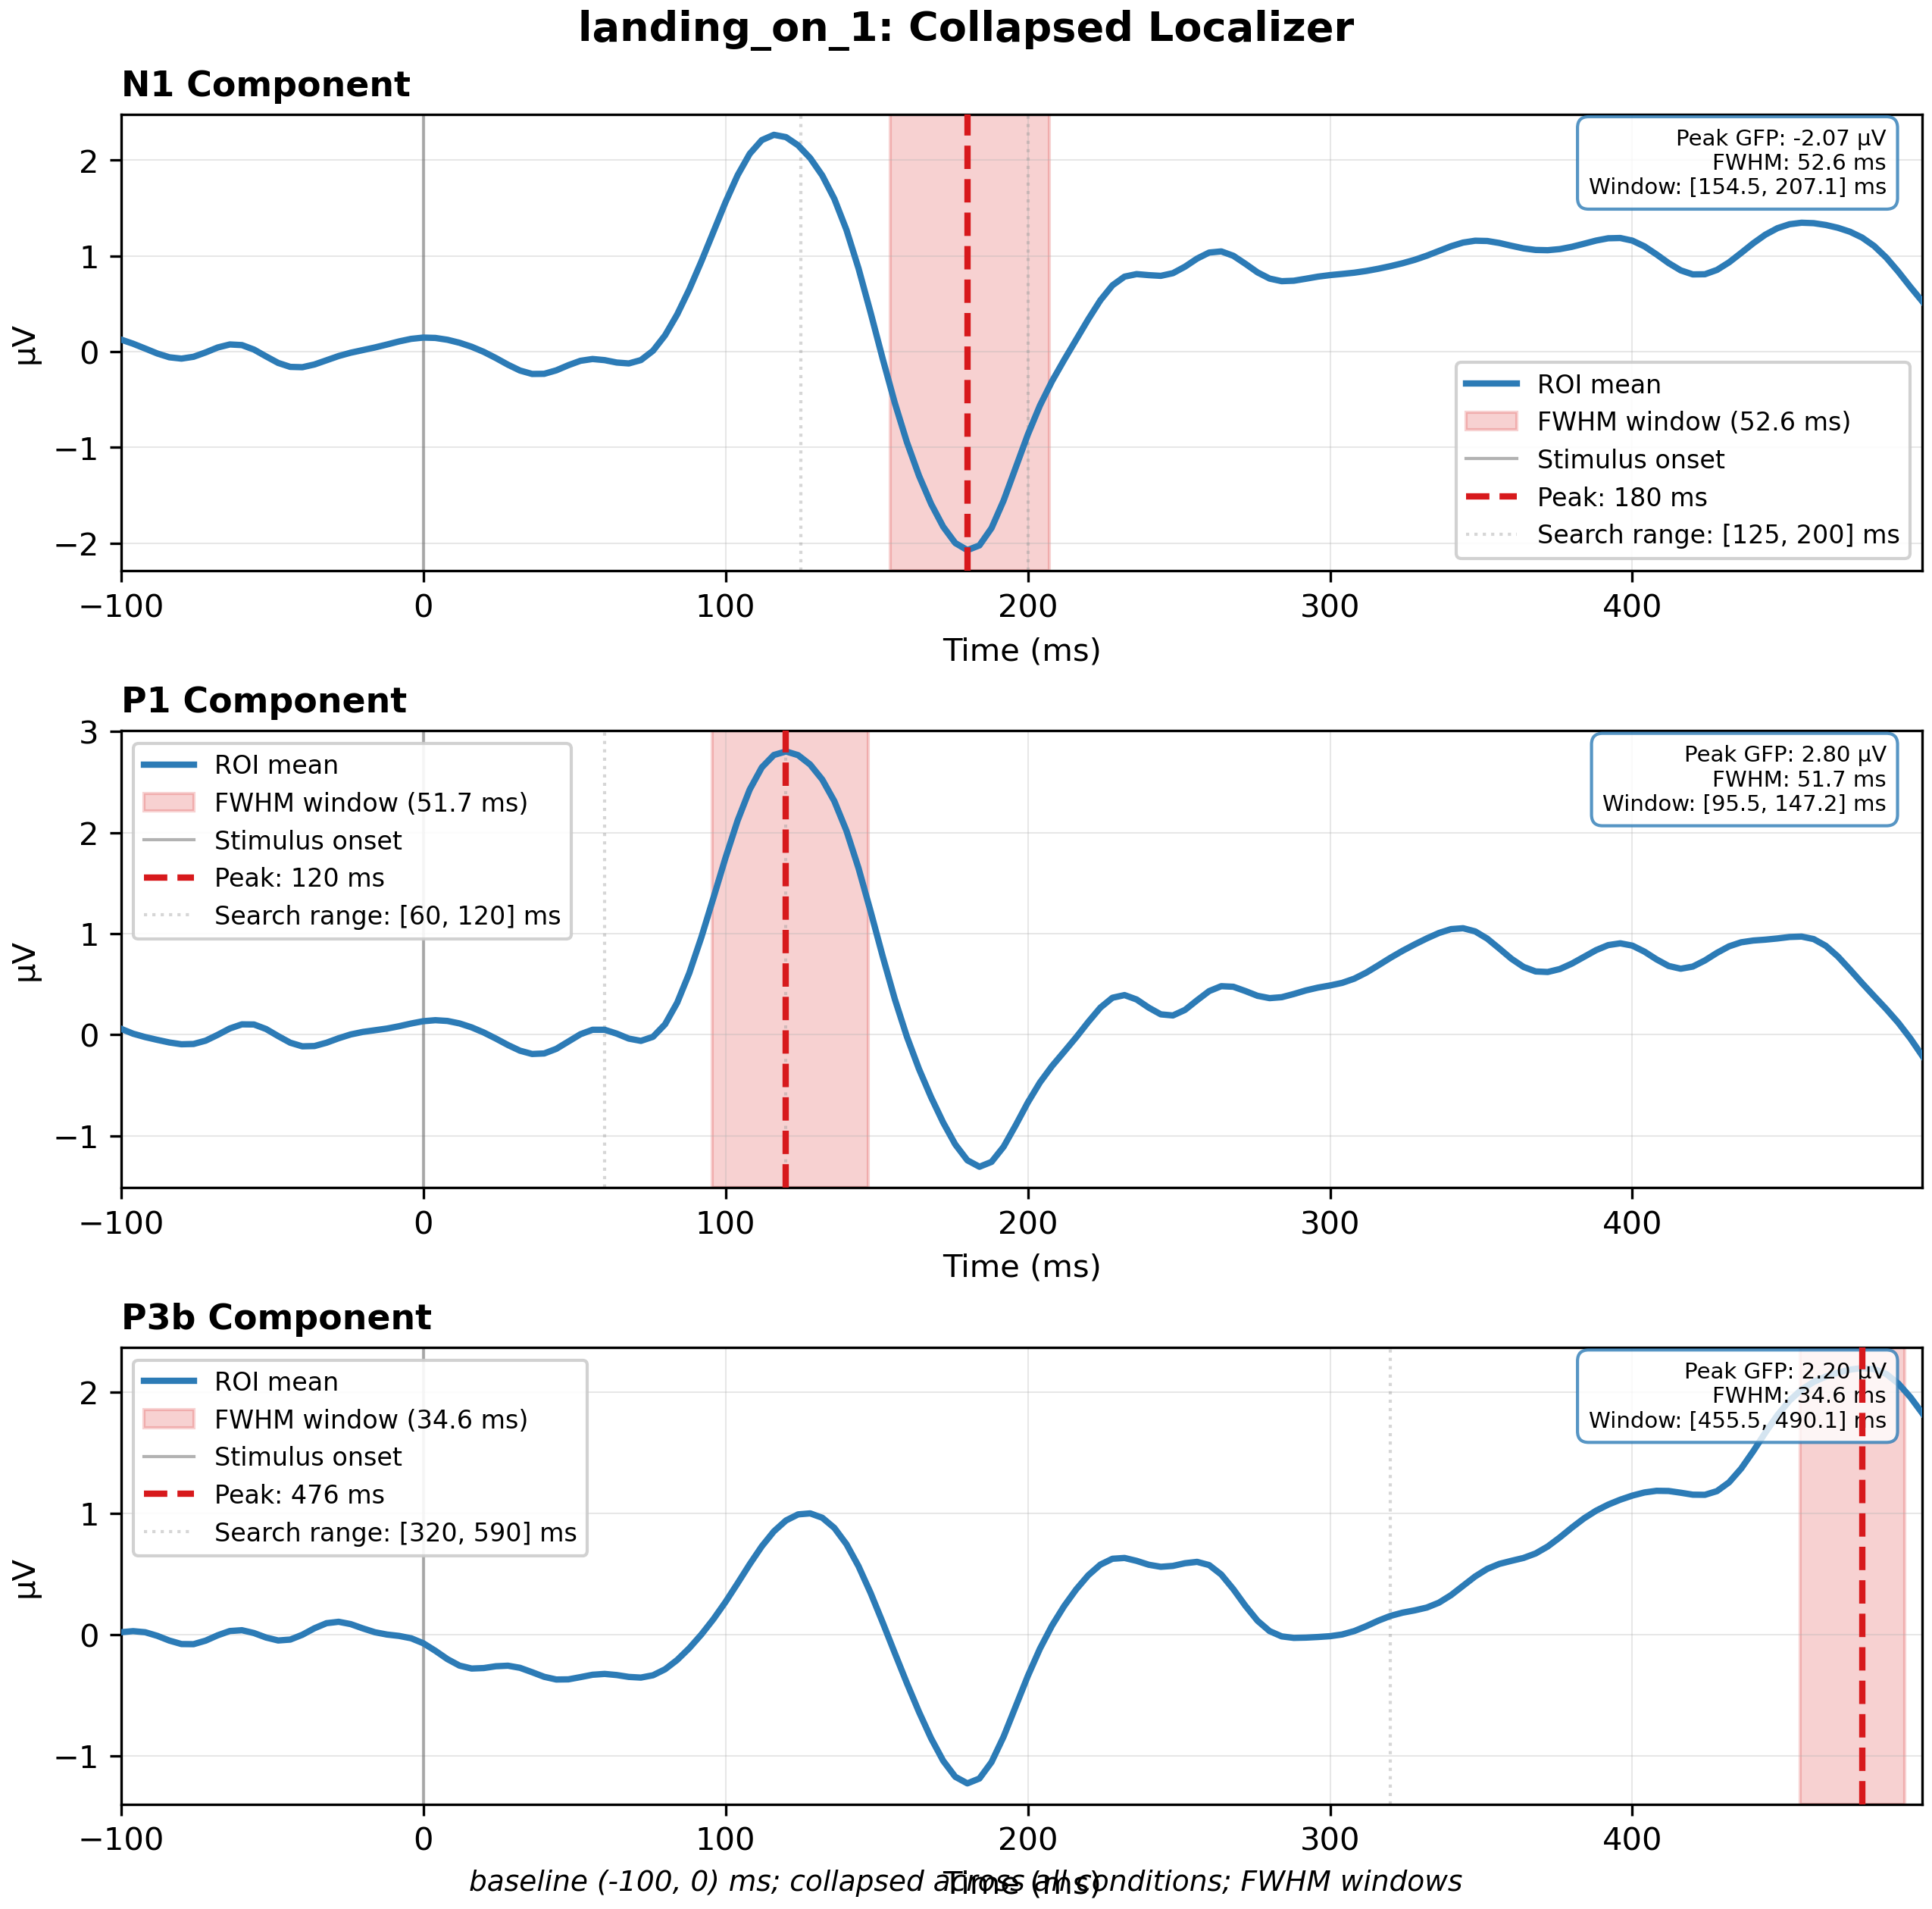 landing_on_1: Collapsed Localizer
N1 Component
Peak GFP: -2.07 µV
FWHM: 52.6 ms
Window: [154.5, 207.1] ms
2
1
0
−1
−2
µV
ROI mean
FWHM window (52.6 ms)
Stimulus onset
Peak: 180 ms
Search range: [125, 200] ms
−100 0 100 200 300 400
Time (ms)
P1 Component
ROI mean
FWHM window (51.7 ms)
Stimulus onset
Peak: 120 ms
Search range: [60, 120] ms
Peak GFP: 2.80 µV
FWHM: 51.7 ms
Window: [95.5, 147.2] ms
3
2
1
0
−1
µV
−100 0 100 200 300 400
Time (ms)
P3b Component
ROI mean
FWHM window (34.6 ms)
Stimulus onset
Peak: 476 ms
Search range: [320, 590] ms
Peak GFP: 2.20 µV
FWHM: 34.6 ms
Window: [455.5, 490.1] ms
2
1
0
−1
µV
−100 0 100 200 300 400
Time (ms)
baseline (-100, 0) ms; collapsed across all conditions; FWHM windows